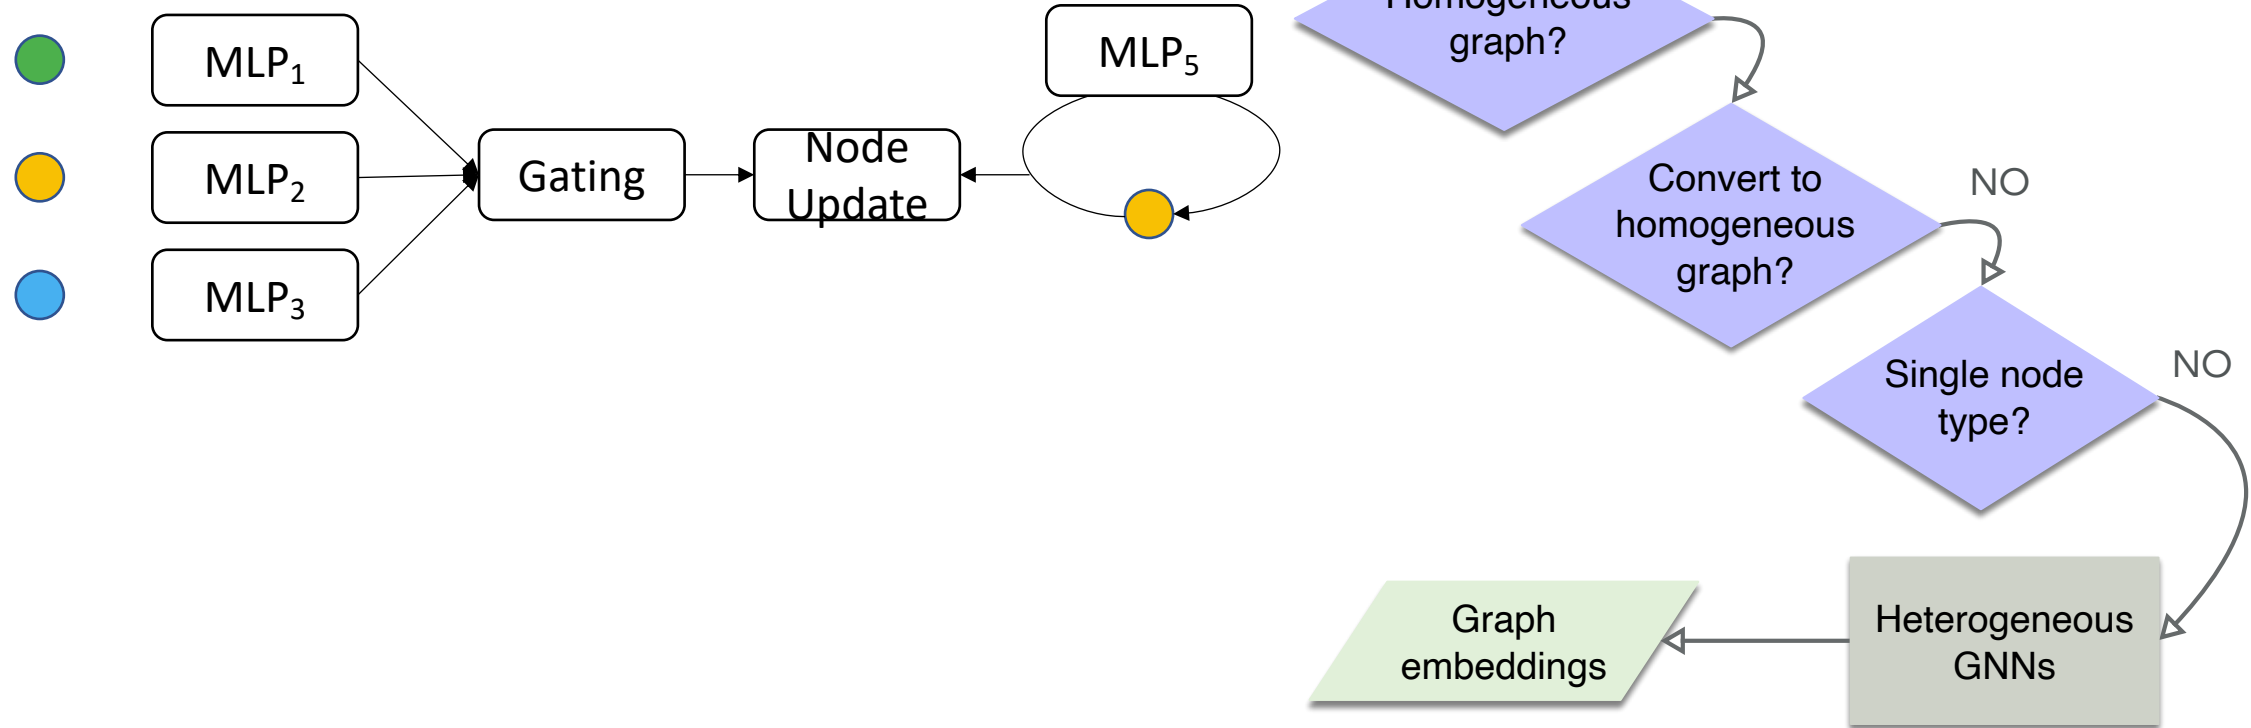 MLP₁
MLP₂
MLP₃
Gating
Node
Update
MLP₅
Homogeneous
graph?
Convert to
homogeneous
graph?
NO
Single node
type?
NO
Heterogeneous
GNNs
Graph
embeddings